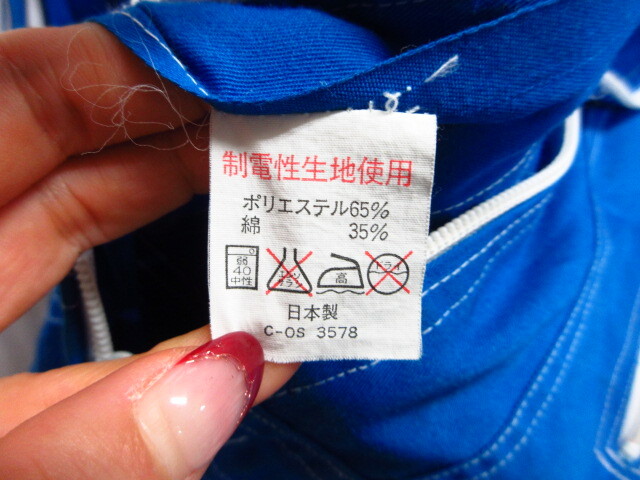 制電性生地使用
ポリエステル65%
綿 35%
弱
40
中性
エンソ
サラシ
高
ドライ
日本製
C-OS 3578